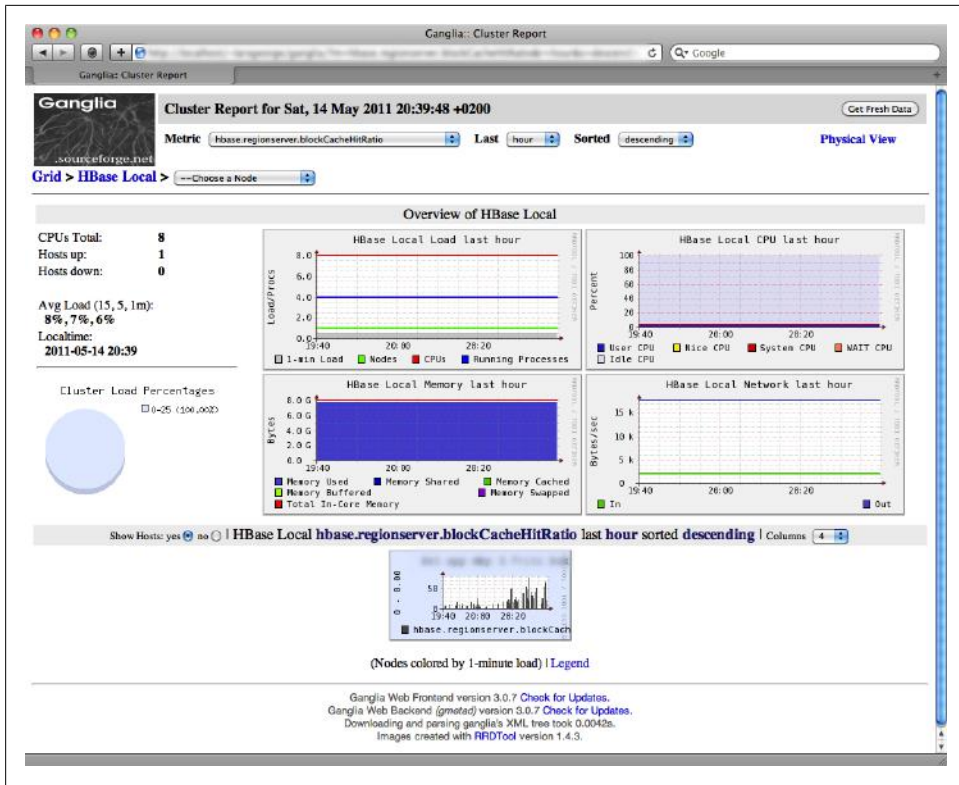 Ganglia:: Cluster Report
Google
Ganglia: Cluster Report
Ganglia
.sourceforge.net
Cluster Report for Sat, 14 May 2011 20:39:48 +0200
Get Fresh Data
Metric hbase.regionserver.blockCacheHitRatio Last hour Sorted descending
Physical View
Grid > HBase Local > --Choose a Node
Overview of HBase Local
CPUs Total: 8
Hosts up: 1
Hosts down: 0
Avg Load (15, 5, 1m):
8%, 7%, 6%
Localtime:
2011-05-14 20:39
Cluster Load Percentages
0-25 (100.00%)
HBase Local Load last hour
Load/Procs
8.0
6.0
4.0
2.0
0.0
19:40 20:00 20:20
1-min Load Nodes CPUs Running Processes
HBase Local CPU last hour
Percent
100
80
60
40
20
0
19:40 20:00 20:20
User CPU Nice CPU System CPU WAIT CPU
Idle CPU
HBase Local Memory last hour
Bytes
8.0 G
6.0 G
4.0 G
2.0 G
0.0
19:40 20:00 20:20
Memory Used Memory Shared Memory Cached
Memory Buffered Memory Swapped
Total In-Core Memory
HBase Local Network last hour
Bytes/sec
15 k
10 k
5 k
0
19:40 20:00 20:20
In Out
Show Hosts: yes no | HBase Local hbase.regionserver.blockCacheHitRatio last hour sorted descending | Columns 4
0 - 0.00
50
0
19:40 20:00 20:20
hbase.regionserver.blockCach
(Nodes colored by 1-minute load) | Legend
Ganglia Web Frontend version 3.0.7 Check for Updates.
Ganglia Web Backend (gmetad) version 3.0.7 Check for Updates.
Downloading and parsing ganglia's XML tree took 0.0042s.
Images created with RRDTool version 1.4.3.